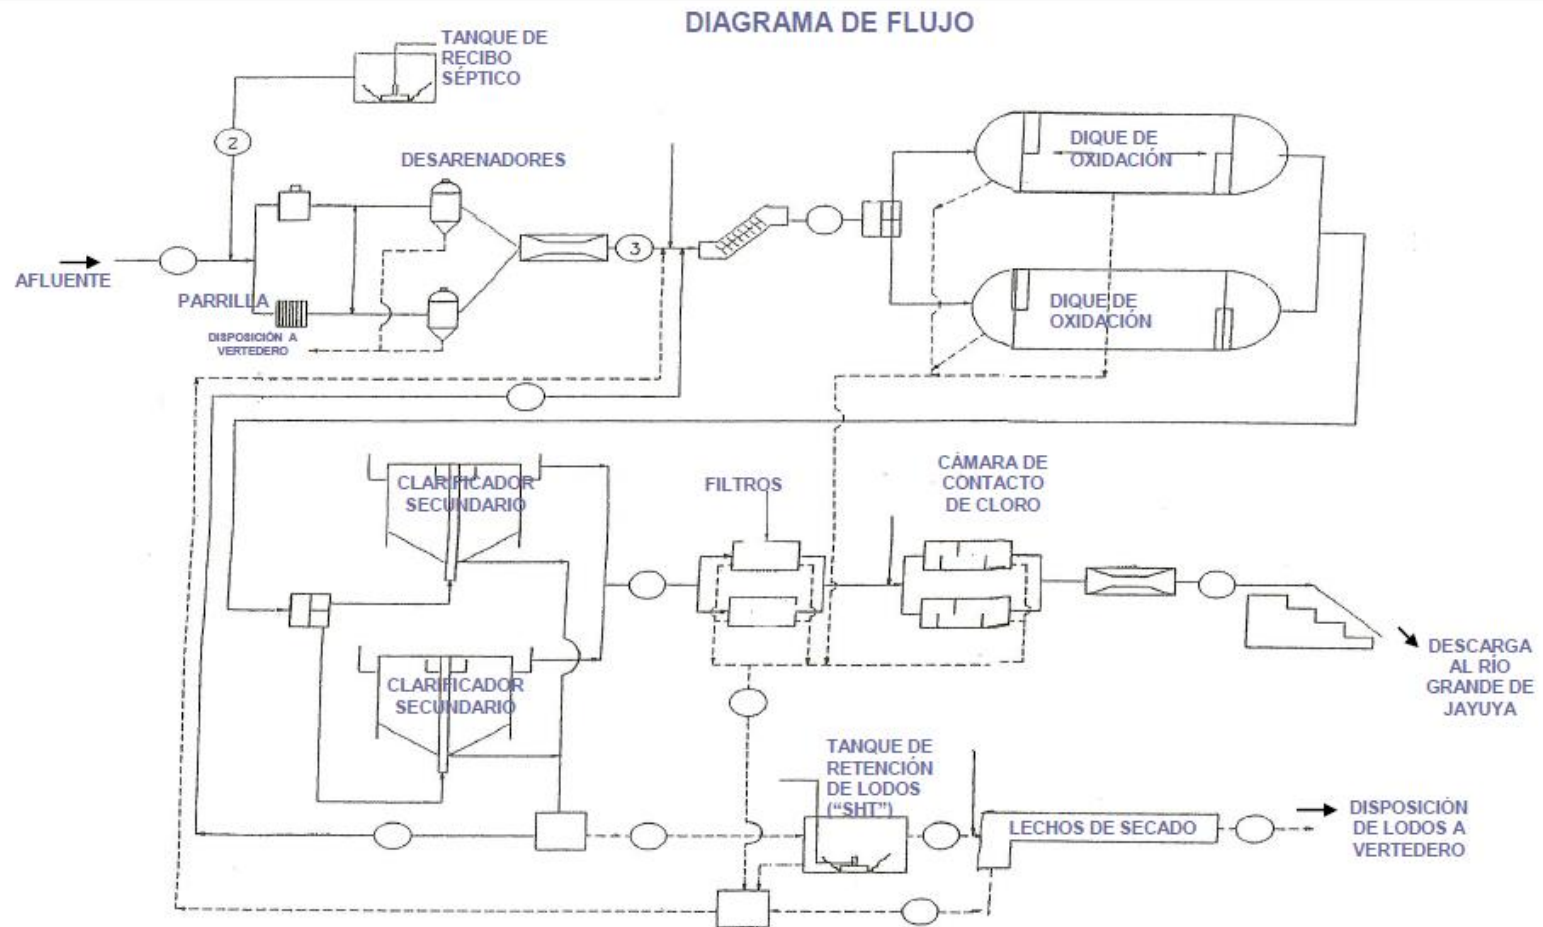 DIAGRAMA DE FLUJO
TANQUE DE
RECIBO
SÉPTICO
2
DESARENADORES
DIQUE DE
OXIDACIÓN
3
AFLUENTE
PARRILLA
DISPOSICIÓN A
VERTEDERO
DIQUE DE
OXIDACIÓN
CLARIFICADOR
SECUNDARIO
FILTROS
CÁMARA DE
CONTACTO
DE CLORO
CLARIFICADOR
SECUNDARIO
DESCARGA
AL RÍO
GRANDE DE
JAYUYA
TANQUE DE
RETENCIÓN
DE LODOS
("SHT")
LECHOS DE SECADO
DISPOSICIÓN
DE LODOS A
VERTEDERO